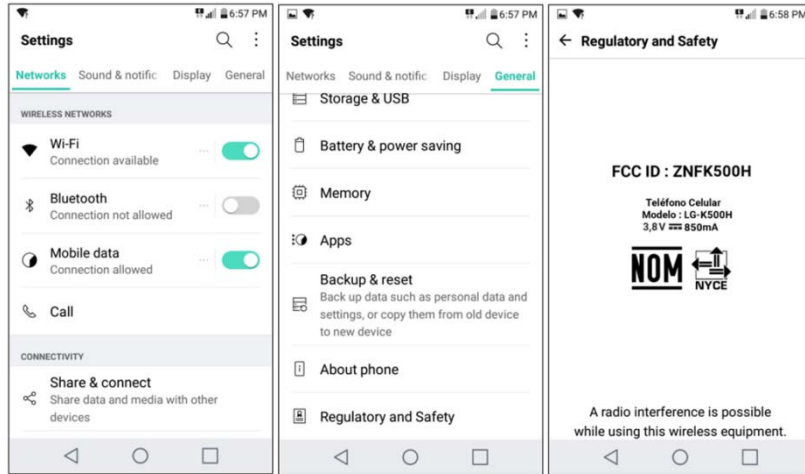 6:57 PM
Settings
Networks Sound & notific Display General
WIRELESS NETWORKS
Wi-Fi
Connection available
Bluetooth
Connection not allowed
Mobile data
Connection allowed
Call
CONNECTIVITY
Share & connect
Share data and media with other
devices
6:57 PM
Settings
Networks Sound & notific Display General
Storage & USB
Battery & power saving
Memory
Apps
Backup & reset
Back up data such as personal data and
settings, or copy them from old device
to new device
About phone
Regulatory and Safety
6:58 PM
Regulatory and Safety
FCC ID : ZNFK500H
Teléfono Celular
Modelo : LG-K500H
3,8 V 850mA
NOM NYCE
A radio interference is possible
while using this wireless equipment.